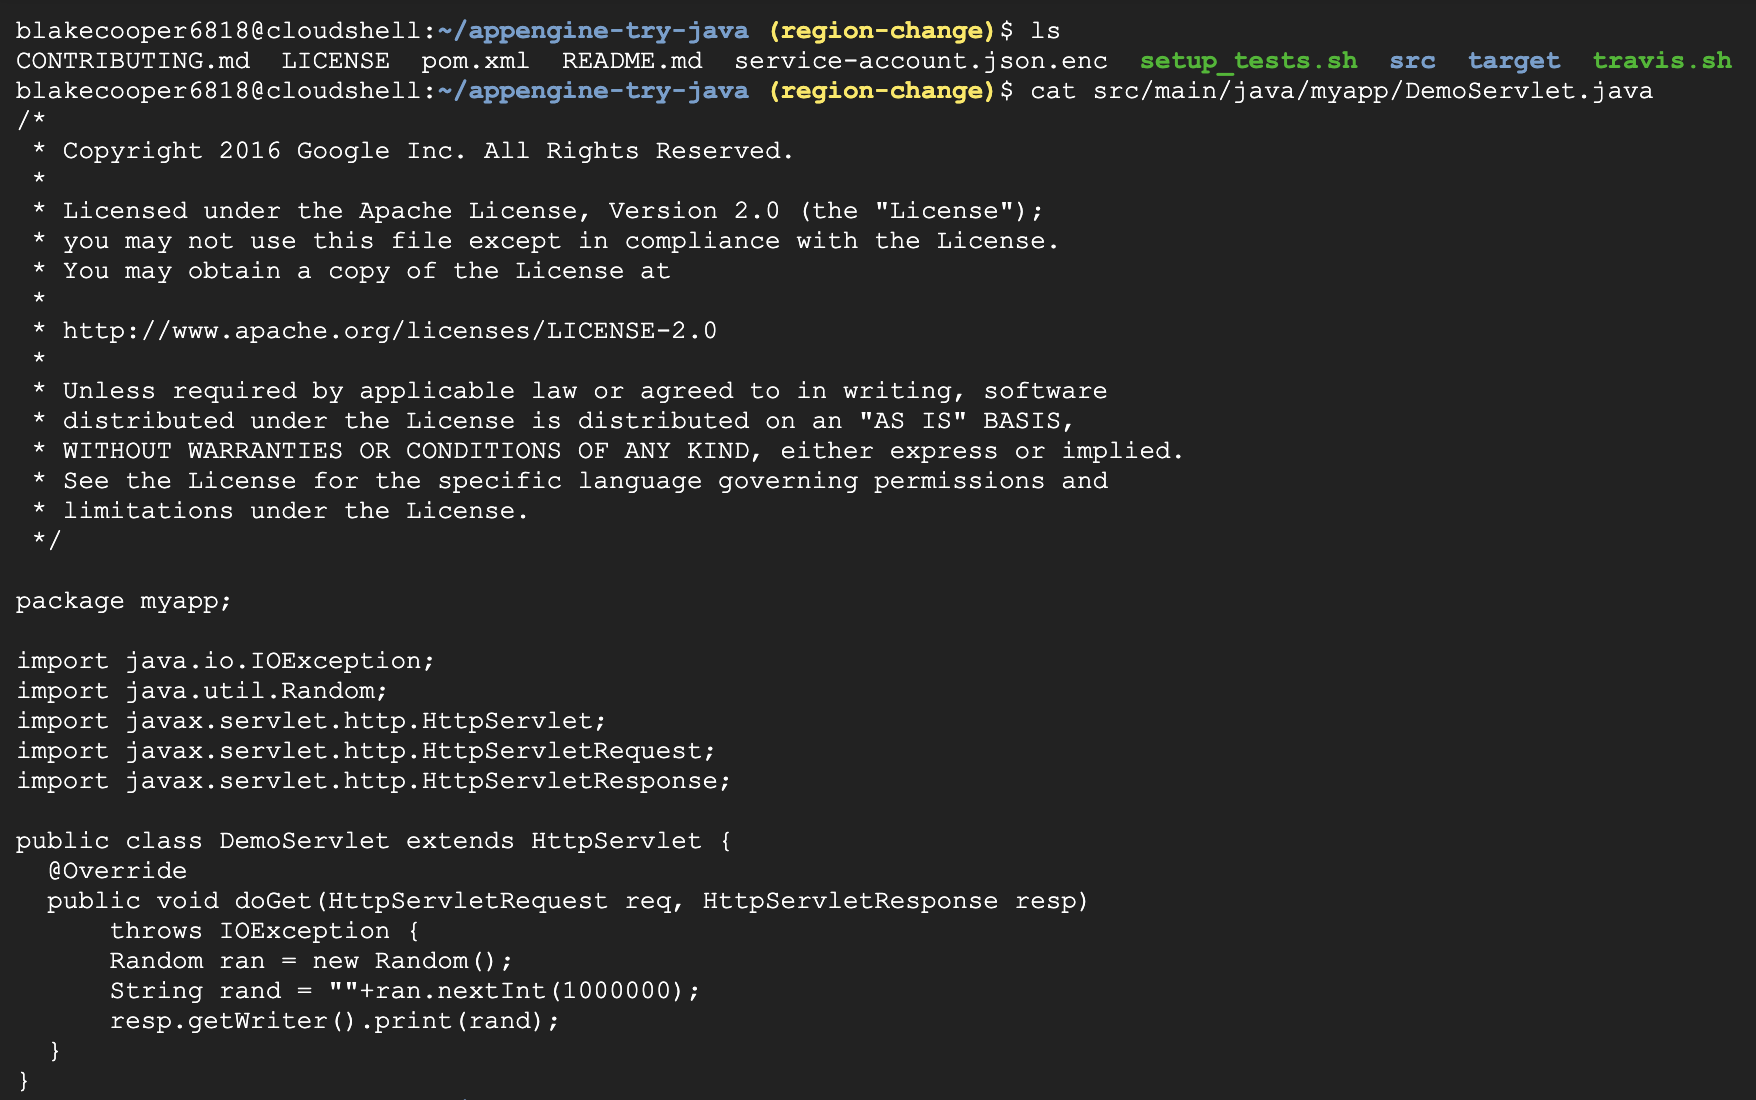 blakecooper6818@cloudshell:~/appengine-try-java (region-change)$ ls
CONTRIBUTING.md  LICENSE  pom.xml  README.md  service-account.json.enc  setup_tests.sh  src  target  travis.sh
blakecooper6818@cloudshell:~/appengine-try-java (region-change)$ cat src/main/java/myapp/DemoServlet.java
/*
 * Copyright 2016 Google Inc. All Rights Reserved.
 *
 * Licensed under the Apache License, Version 2.0 (the "License");
 * you may not use this file except in compliance with the License.
 * You may obtain a copy of the License at
 *
 * http://www.apache.org/licenses/LICENSE-2.0
 *
 * Unless required by applicable law or agreed to in writing, software
 * distributed under the License is distributed on an "AS IS" BASIS,
 * WITHOUT WARRANTIES OR CONDITIONS OF ANY KIND, either express or implied.
 * See the License for the specific language governing permissions and
 * limitations under the License.
 */

package myapp;

import java.io.IOException;
import java.util.Random;
import javax.servlet.http.HttpServlet;
import javax.servlet.http.HttpServletRequest;
import javax.servlet.http.HttpServletResponse;

public class DemoServlet extends HttpServlet {
  @Override
  public void doGet(HttpServletRequest req, HttpServletResponse resp)
      throws IOException {
      Random ran = new Random();
      String rand = ""+ran.nextInt(1000000);
      resp.getWriter().print(rand);
  }
}